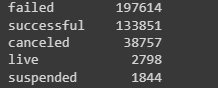 failed 197614
successful 133851
canceled 38757
live 2798
suspended 1844